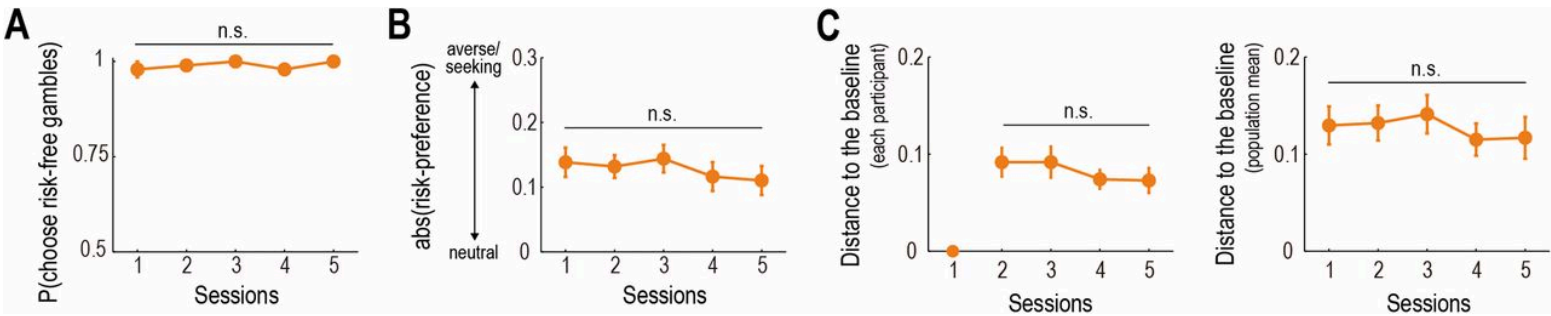 A
P(choose risk-free gambles)
n.s.
1
0.75
0.5
1 2 3 4 5
Sessions
B
abs(risk-preference)
averse/
seeking
neutral
n.s.
0.3
0.2
0.1
0
1 2 3 4 5
Sessions
C
Distance to the baseline
(each participant)
n.s.
0.2
0.1
0
1 2 3 4 5
Sessions
Distance to the baseline
(population mean)
n.s.
0.2
0.1
0
1 2 3 4 5
Sessions